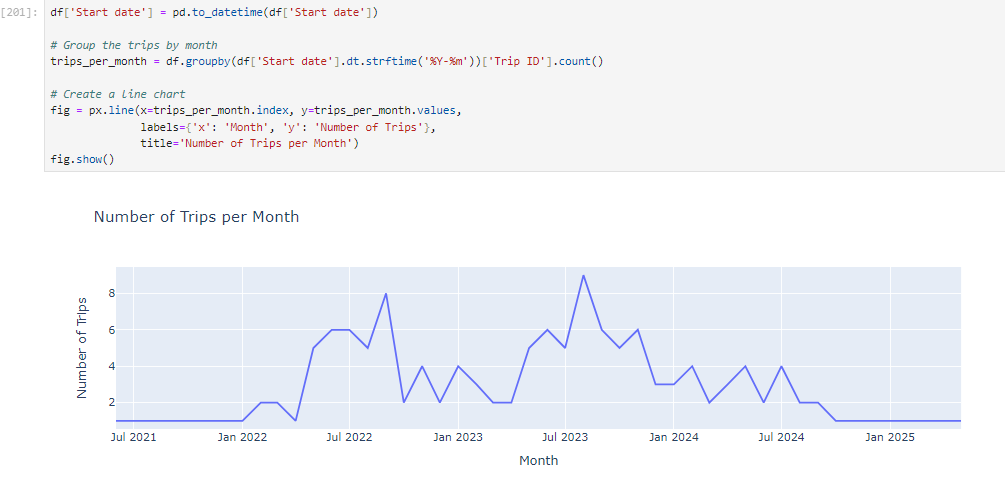 [201]: df['Start date'] = pd.to_datetime(df['Start date'])
# Group the trips by month
trips_per_month = df.groupby(df['Start date'].dt.strftime('%Y-%m'))['Trip ID'].count()
# Create a line chart
fig = px.line(x=trips_per_month.index, y=trips_per_month.values,
labels={'x': 'Month', 'y': 'Number of Trips'},
title='Number of Trips per Month')
fig.show()
Number of Trips per Month
Number of Trips
8
6
4
2
Jul 2021 Jan 2022 Jul 2022 Jan 2023 Jul 2023 Jan 2024 Jul 2024 Jan 2025
Month